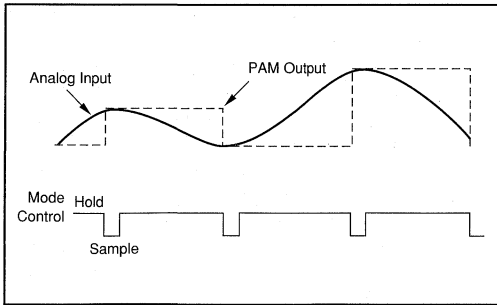 PAM Output
Analog Input
Mode
Control
Hold
Sample